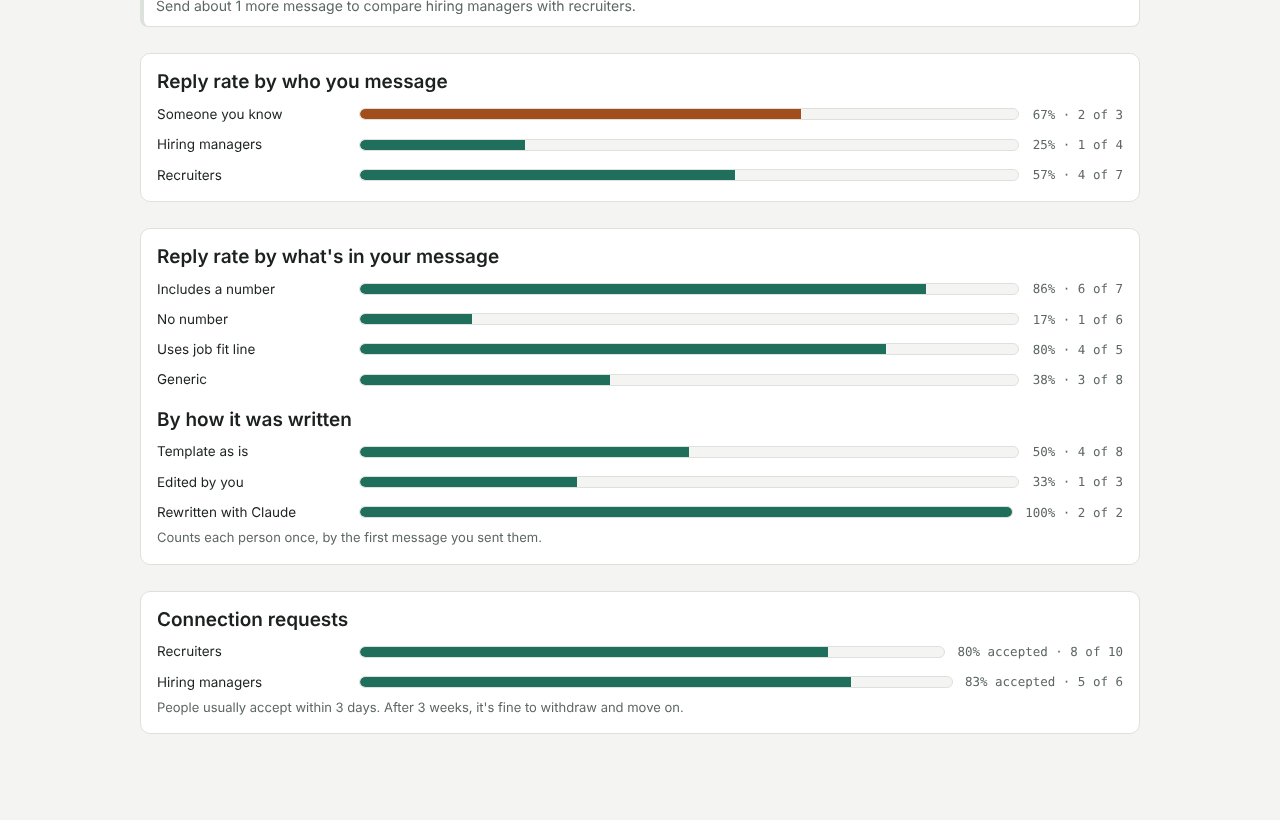 Send about 1 more message to compare hiring managers with recruiters.
Reply rate by who you message
Someone you know 67% · 2 of 3
Hiring managers 25% · 1 of 4
Recruiters 57% · 4 of 7
Reply rate by what's in your message
Includes a number 86% · 6 of 7
No number 17% · 1 of 6
Uses job fit line 80% · 4 of 5
Generic 38% · 3 of 8
By how it was written
Template as is 50% · 4 of 8
Edited by you 33% · 1 of 3
Rewritten with Claude 100% · 2 of 2
Counts each person once, by the first message you sent them.
Connection requests
Recruiters 80% accepted · 8 of 10
Hiring managers 83% accepted · 5 of 6
People usually accept within 3 days. After 3 weeks, it's fine to withdraw and move on.